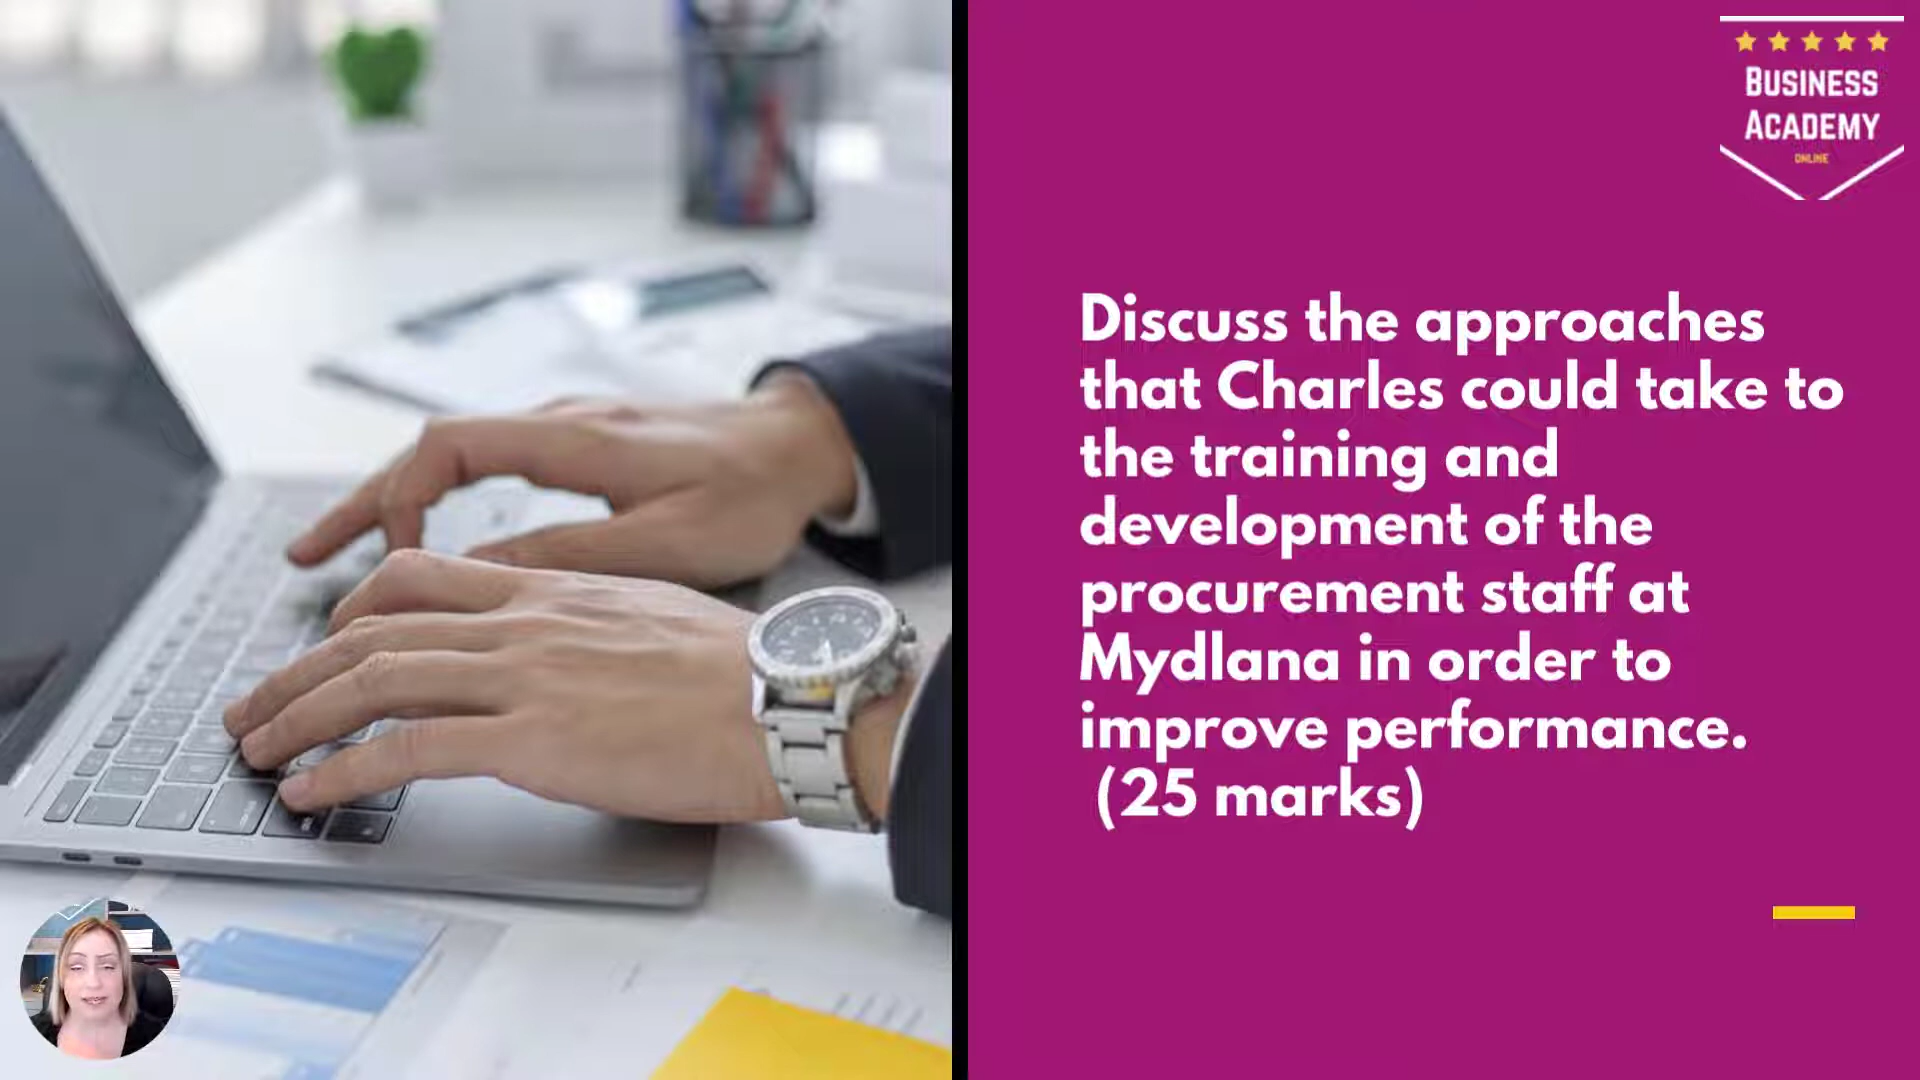 BUSINESS
ACADEMY
ONLINE
Discuss the approaches
that Charles could take to
the training and
development of the
procurement staff at
Mydlana in order to
improve performance.
(25 marks)